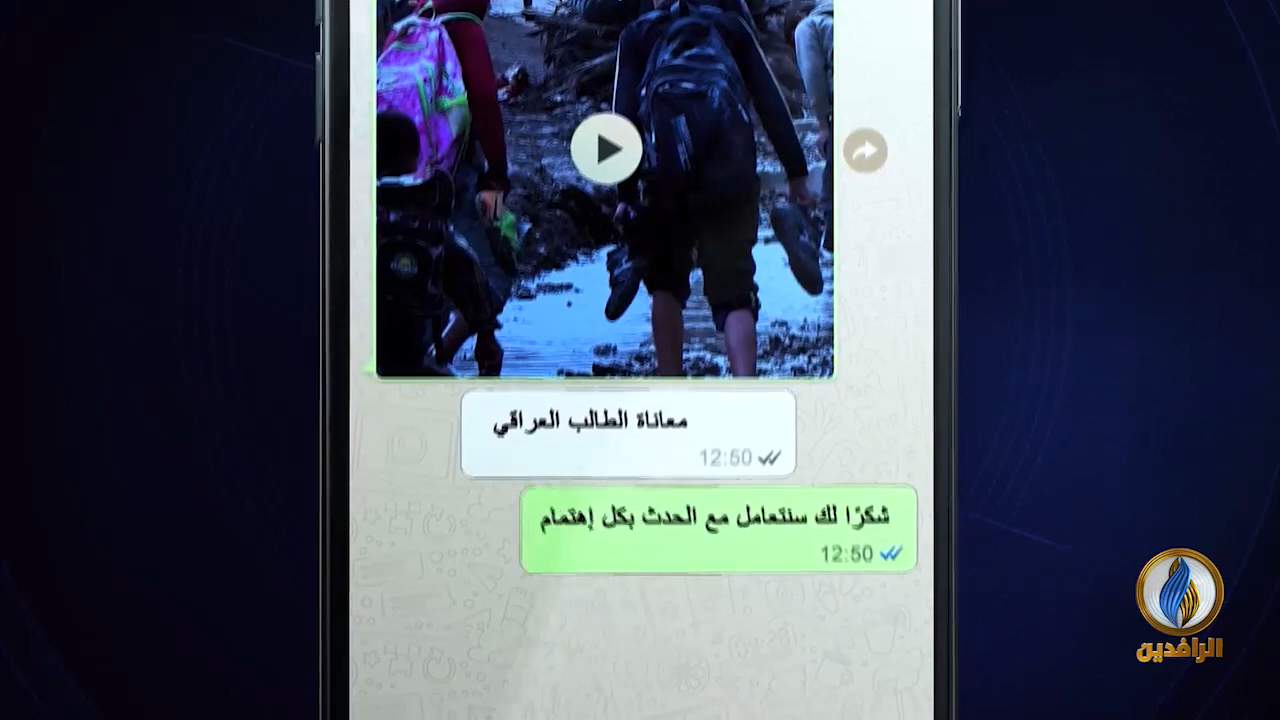 معاناة الطالب العراقي
12:50
شكرًا لك سنتعامل مع الحدث بكل إهتمام
12:50
الرافدين